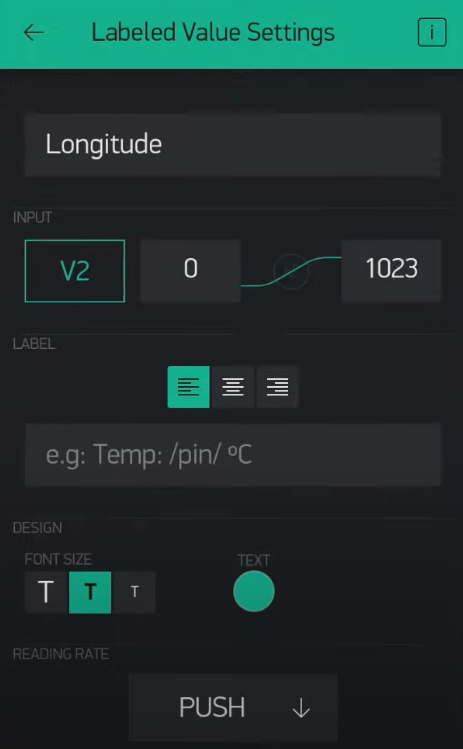 Labeled Value Settings
i
Longitude
INPUT
V2 0 1023
LABEL
e.g: Temp: /pin/ ºC
DESIGN
FONT SIZE TEXT
T T T
READING RATE
PUSH